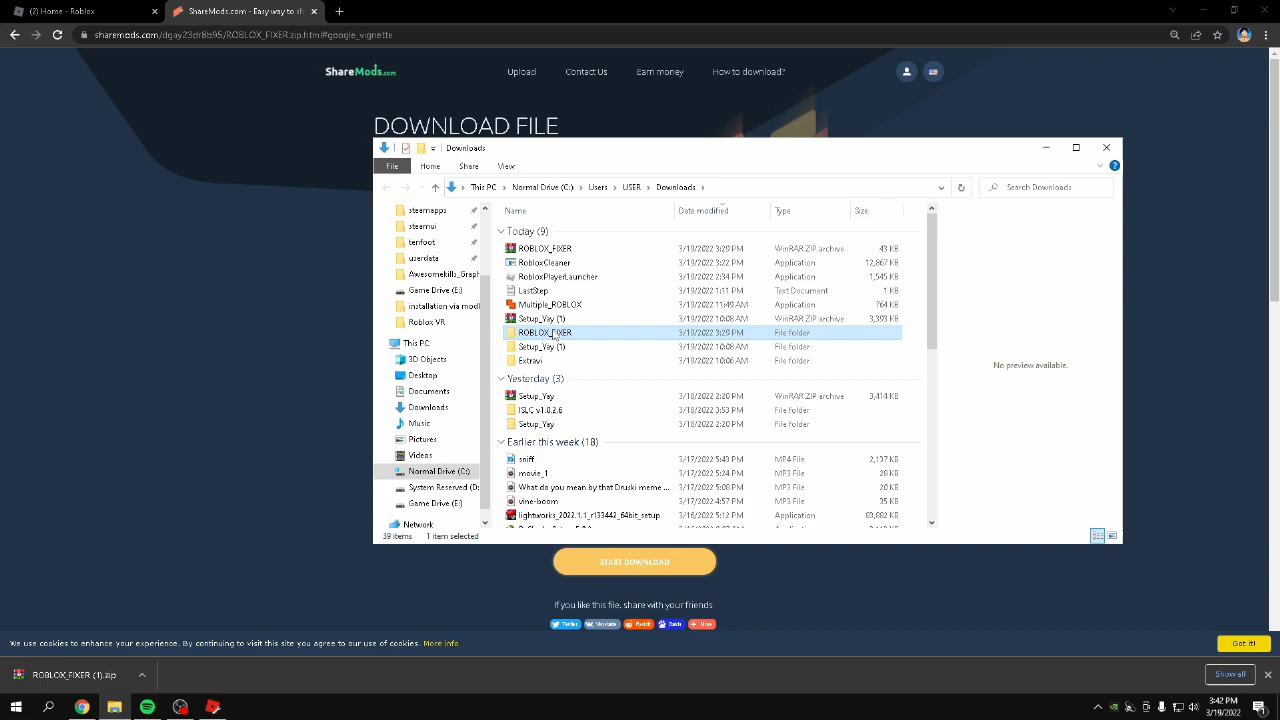 (2) Home - Roblox
ShareMods.com - Easy way to sh
sharemods.com/dgay23dr8b95/ROBLOX_FIXER.zip.html#google_vignette
ShareMods.com
Upload
Contact Us
Earn money
How to download?
DOWNLOAD FILE
Downloads
File
Home
Share
View
This PC
Normal Drive (C:)
Users
USER
Downloads
Search Downloads
steamapps
steamui
tenfoot
userdata
Awesomekills_Graph
Game Drive (E:)
installation via modl
Roblox VR
This PC
3D Objects
Desktop
Documents
Downloads
Music
Pictures
Videos
Normal Drive (C:)
System Reserved (D:
Game Drive (E:)
Network
Name Date modified Type Size
Today (9)
ROBLOX_FIXER 3/19/2022 3:29 PM WinRAR ZIP archive 43 KB
RobloxCleaner 3/19/2022 3:22 PM Application 12,867 KB
RobloxPlayerLauncher 3/19/2022 2:34 PM Application 1,545 KB
LastStep 3/19/2022 1:11 PM Text Document 1 KB
Multiple_ROBLOX 3/19/2022 11:49 AM Application 764 KB
Setup_Yay (1) 3/19/2022 10:08 AM WinRAR ZIP archive 3,393 KB
ROBLOX_FIXER 3/19/2022 3:29 PM File folder
Setup_Yay (1) 3/19/2022 10:08 AM File folder
Extravi 3/19/2022 10:06 AM File folder
Yesterday (3)
Setup_Yay 3/18/2022 2:20 PM WinRAR ZIP archive 3,414 KB
ISLC v1.0.2.6 3/18/2022 3:53 PM File folder
Setup_Yay 3/18/2022 2:20 PM File folder
Earlier this week (18)
sniff 3/17/2022 5:43 PM MP4 File 2,137 KB
movie_1 3/17/2022 5:24 PM MP3 File 28 KB
What do you mean by that Druski meme ... 3/17/2022 5:08 PM MP3 File 20 KB
vine-boom 3/17/2022 4:57 PM MP3 File 35 KB
lightworks_2022.1.1_r133442_64bit_setup 3/16/2022 5:12 PM Application 83,882 KB
No preview available.
39 items 1 item selected
START DOWNLOAD
If you like this file, share with your friends:
Twitter
Vkontakte
Reddit
Baidu
More
We use cookies to enhance your experience. By continuing to visit this site you agree to our use of cookies. More info
Got it!
ROBLOX_FIXER (1).zip
Show all
3:42 PM
3/19/2022